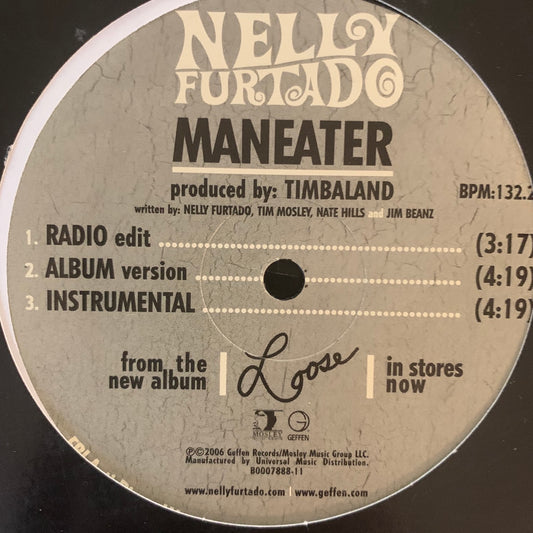 NELLY
FURTADO
MANEATER
produced by: TIMBALAND
BPM:132.2
written by: NELLY FURTADO, TIM MOSLEY, NATE HILLS and JIM BEANZ
1. RADIO edit (3:17)
2. ALBUM version (4:19)
3. INSTRUMENTAL (4:19)
from the
new album
Loose
in stores
now
MOSLEY
GEFFEN
℗©2006 Geffen Records/Mosley Music Group LLC.
Manufactured by Universal Music Distribution.
B0007888-11
www.nellyfurtado.com | www.geffen.com